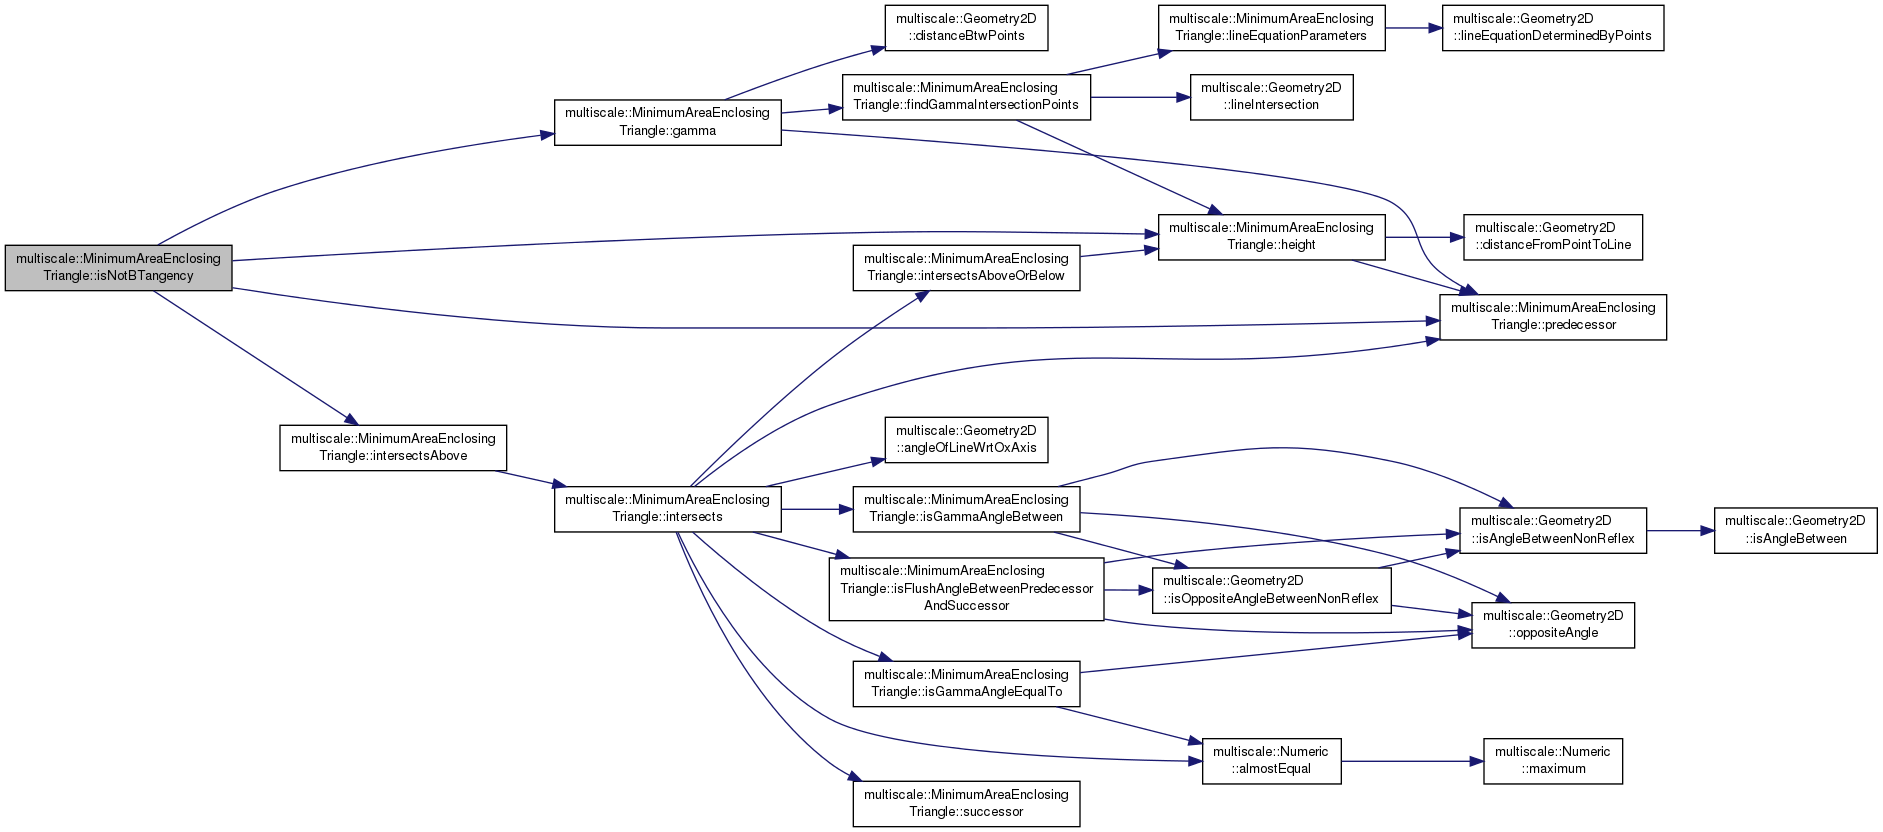 multiscale::Geometry2D
::distanceBtwPoints
multiscale::MinimumAreaEnclosing
Triangle::lineEquationParameters
multiscale::Geometry2D
::lineEquationDeterminedByPoints
multiscale::MinimumAreaEnclosing
Triangle::findGammaIntersectionPoints
multiscale::Geometry2D
::lineIntersection
multiscale::MinimumAreaEnclosing
Triangle::gamma
multiscale::MinimumAreaEnclosing
Triangle::height
multiscale::Geometry2D
::distanceFromPointToLine
multiscale::MinimumAreaEnclosing
Triangle::isNotBTangency
multiscale::MinimumAreaEnclosing
Triangle::intersectsAboveOrBelow
multiscale::MinimumAreaEnclosing
Triangle::predecessor
multiscale::MinimumAreaEnclosing
Triangle::intersectsAbove
multiscale::Geometry2D
::angleOfLineWrtOxAxis
multiscale::MinimumAreaEnclosing
Triangle::intersects
multiscale::MinimumAreaEnclosing
Triangle::isGammaAngleBetween
multiscale::Geometry2D
::isAngleBetweenNonReflex
multiscale::Geometry2D
::isAngleBetween
multiscale::MinimumAreaEnclosing
Triangle::isFlushAngleBetweenPredecessor
AndSuccessor
multiscale::Geometry2D
::isOppositeAngleBetweenNonReflex
multiscale::Geometry2D
::oppositeAngle
multiscale::MinimumAreaEnclosing
Triangle::isGammaAngleEqualTo
multiscale::Numeric
::almostEqual
multiscale::Numeric
::maximum
multiscale::MinimumAreaEnclosing
Triangle::successor